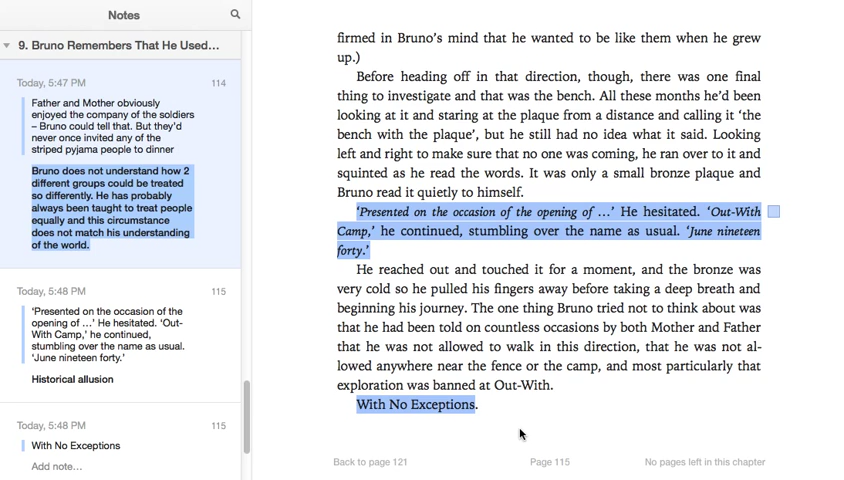 Notes
9. Bruno Remembers That He Used...
Today, 5:47 PM 114
Father and Mother obviously
enjoyed the company of the soldiers
– Bruno could tell that. But they'd
never once invited any of the
striped pyjama people to dinner
Bruno does not understand how 2
different groups could be treated
so differently. He has probably
always been taught to treat people
equally and this circumstance
does not match his understanding
of the world.
Today, 5:48 PM 115
'Presented on the occasion of the
opening of ...' He hesitated. 'Out-
With Camp,' he continued,
stumbling over the name as usual.
'June nineteen forty.'
Historical allusion
Today, 5:48 PM 115
With No Exceptions
Add note...
firmed in Bruno's mind that he wanted to be like them when he grew
up.)
Before heading off in that direction, though, there was one final
thing to investigate and that was the bench. All these months he'd been
looking at it and staring at the plaque from a distance and calling it 'the
bench with the plaque', but he still had no idea what it said. Looking
left and right to make sure that no one was coming, he ran over to it and
squinted as he read the words. It was only a small bronze plaque and
Bruno read it quietly to himself.
'Presented on the occasion of the opening of ...' He hesitated. 'Out-With
Camp,' he continued, stumbling over the name as usual. 'June nineteen
forty.'
He reached out and touched it for a moment, and the bronze was
very cold so he pulled his fingers away before taking a deep breath and
beginning his journey. The one thing Bruno tried not to think about was
that he had been told on countless occasions by both Mother and Father
that he was not allowed to walk in this direction, that he was not al-
lowed anywhere near the fence or the camp, and most particularly that
exploration was banned at Out-With.
With No Exceptions.
Back to page 121 Page 115 No pages left in this chapter